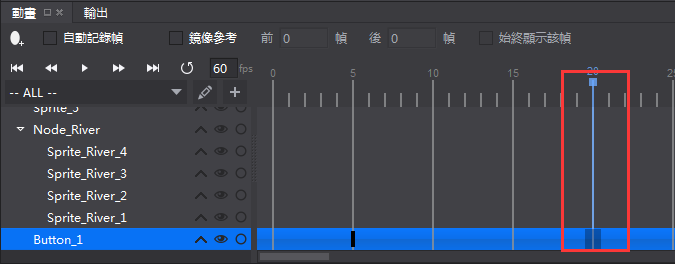 動畫 輸出
自動記錄幀 鏡像參考 前 0 幀 後 0 幀 始終顯示該幀
60 fps
-- ALL --
0 5 10 15 20 25
Sprite_5
Node_River
Sprite_River_4
Sprite_River_3
Sprite_River_2
Sprite_River_1
Button_1